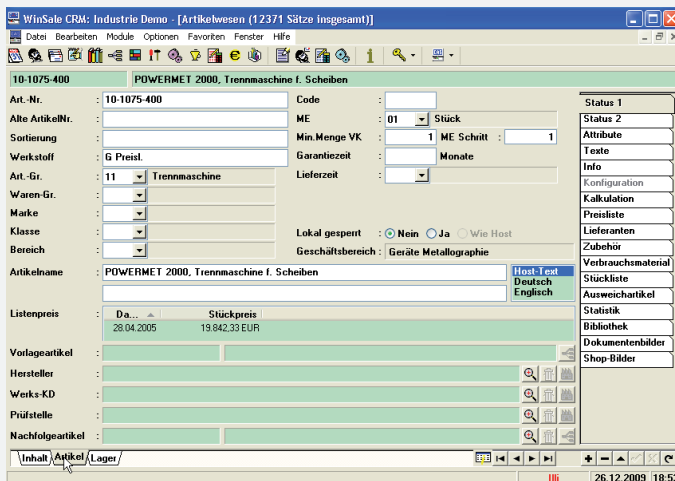 WinSale CRM: Industrie Demo - [Artikelwesen (12371 Sätze insgesamt)]
Datei Bearbeiten Module Optionen Favoriten Fenster Hilfe
10-1075-400 POWERMET 2000, Trennmaschine f. Scheiben
Art.-Nr. : 10-1075-400 Code :
Status 1
Alte ArtikelNr. : ME : 01 Stück
Status 2
Sortierung : Min.Menge VK : 1 ME Schritt : 1
Attribute
Werkstoff : G Preisl. Garantiezeit : Monate
Texte
Art.-Gr. : 11 Trennmaschine Lieferzeit :
Info
Waren-Gr. :
Konfiguration
Kalkulation
Marke :
Preisliste
Klasse : Lokal gesperrt : Nein Ja Wie Host
Lieferanten
Bereich : Geschäftsbereich : Geräte Metallographie
Zubehör
Verbrauchsmaterial
Artikelname : POWERMET 2000, Trennmaschine f. Scheiben Host-Text
Stückliste
Deutsch
Englisch
Ausweichartikel
Listenpreis : Da... Stückpreis
Statistik
28.04.2005 19.842,33 EUR
Bibliothek
Dokumentenbilder
Vorlageartikel :
Shop-Bilder
Hersteller :
Werks-KD :
Prüfstelle :
Nachfolgeartikel :
Inhalt Artikel Lager
Illi 26.12.2009 18:53